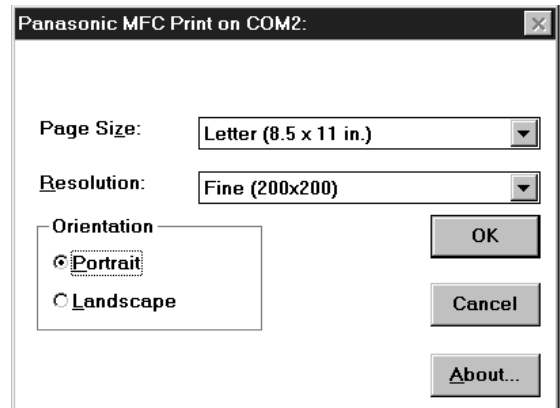 Panasonic MFC Print on COM2:
Page Size:
Letter (8.5 x 11 in.)
Resolution:
Fine (200x200)
Orientation
Portrait
Landscape
OK
Cancel
About...